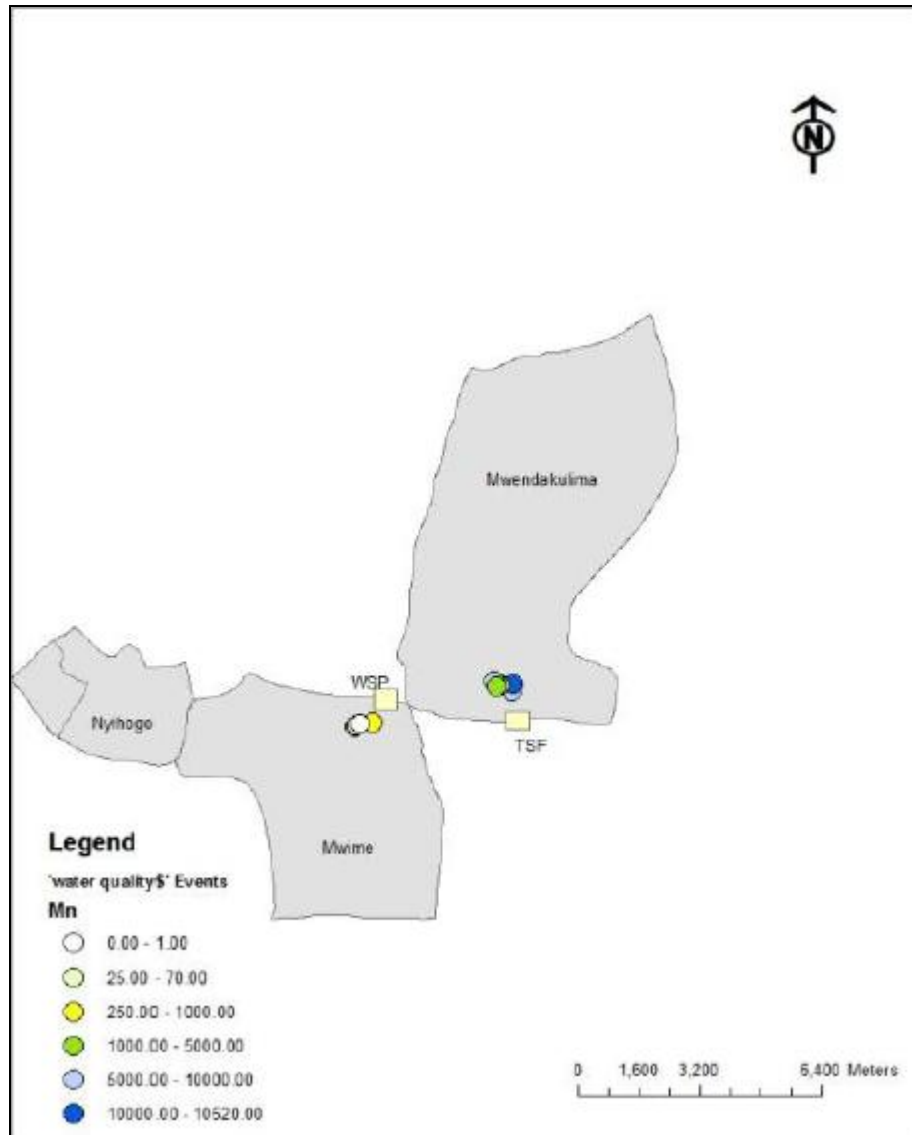 N
Mwendakulima
WSP
Nyihogo
TSF
Mwime
Legend
'water quality$' Events
Mn
0.00 - 1.00
25.00 - 70.00
250.00 - 1000.00
1000.00 - 5000.00
5000.00 - 10000.00
10000.00 - 10520.00
0 1,600 3,200 6,400 Meters